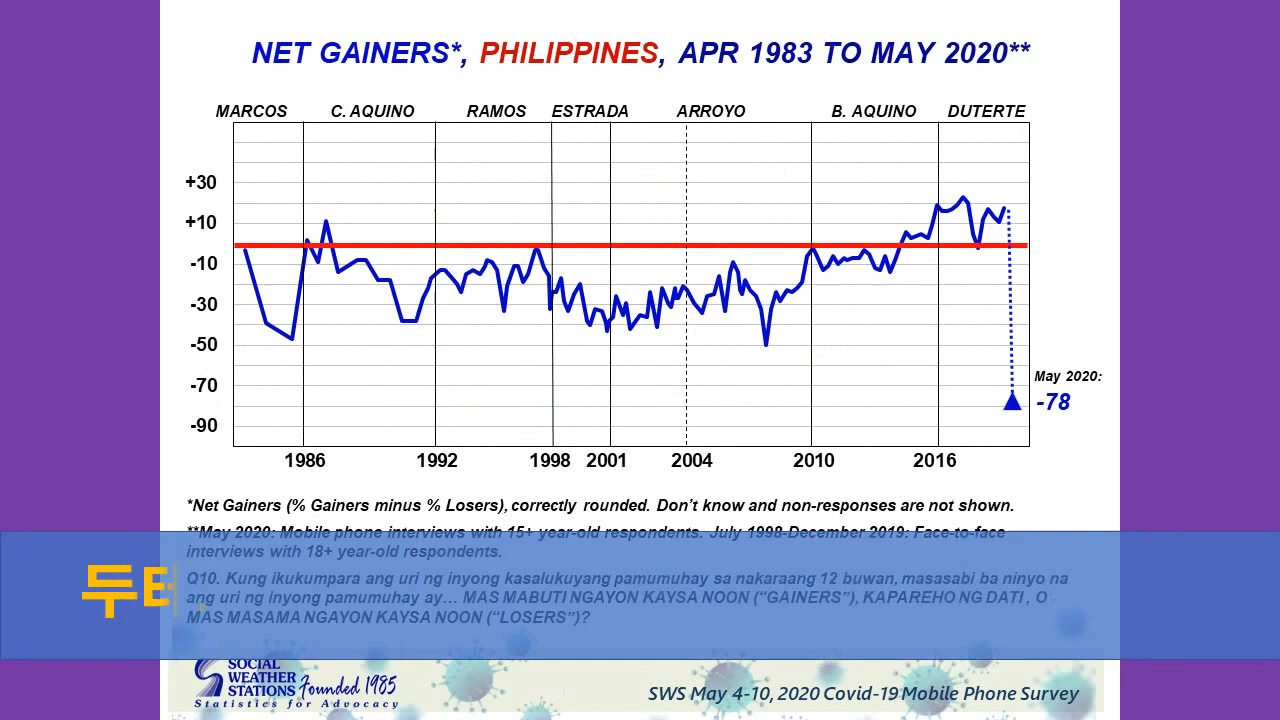 NET GAINERS*, PHILIPPINES, APR 1983 TO MAY 2020**
MARCOS C. AQUINO RAMOS ESTRADA ARROYO B. AQUINO DUTERTE
+30
+10
-10
-30
-50
-70
-90
May 2020:
-78
1986 1992 1998 2001 2004 2010 2016
*Net Gainers (% Gainers minus % Losers), correctly rounded. Don't know and non-responses are not shown.
**May 2020: Mobile phone interviews with 15+ year-old respondents. July 1998-December 2019: Face-to-face
interviews with 18+ year-old respondents.
Q10. Kung ikukumpara ang uri ng inyong kasalukuyang pamumuhay sa nakaraang 12 buwan, masasabi ba ninyo na
ang uri ng inyong pamumuhay ay… MAS MABUTI NGAYON KAYSA NOON ("GAINERS"), KAPAREHO NG DATI, O
MAS MASAMA NGAYON KAYSA NOON ("LOSERS")?
두
SOCIAL
WEATHER
STATIONS Founded 1985
Statistics for Advocacy
SWS May 4-10, 2020 Covid-19 Mobile Phone Survey